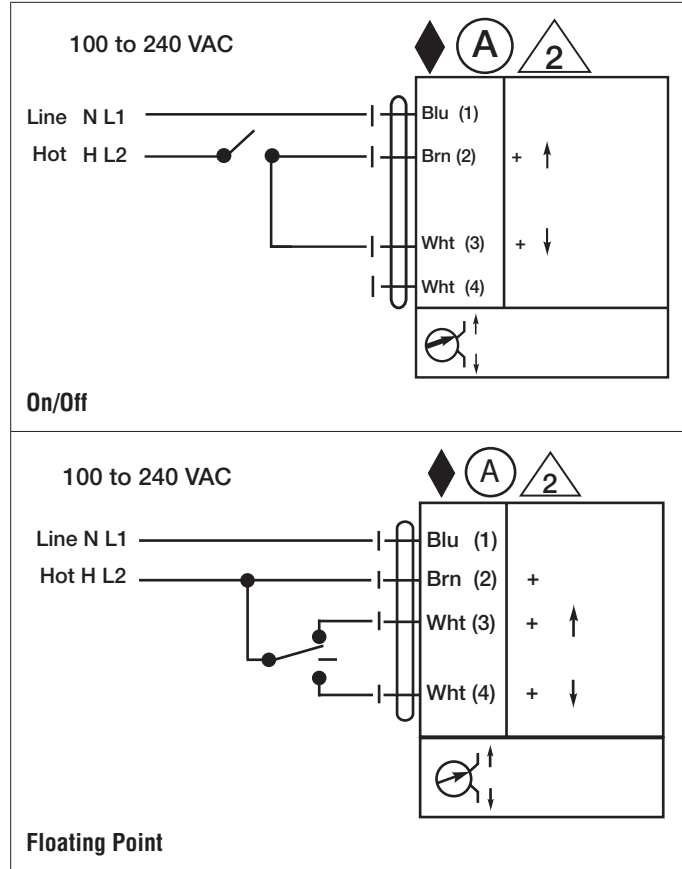 100 to 240 VAC
A 2
Line N L1
Hot H L2
Blu (1)
Brn (2) + ↑
Wht (3) + ↓
Wht (4)
On/Off
100 to 240 VAC
A 2
Line N L1
Hot H L2
Blu (1)
Brn (2) +
Wht (3) + ↑
Wht (4) + ↓
Floating Point